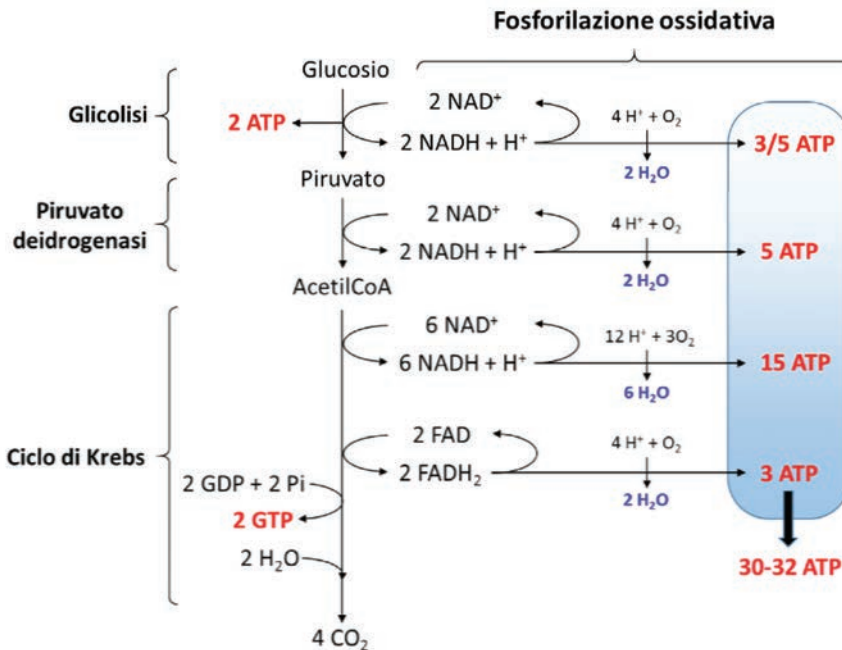 Fosforilazione ossidativa
Glucosio
Glicolisi
2 ATP
2 NAD⁺
2 NADH + H⁺
4 H⁺ + O₂
2 H₂O
3/5 ATP
Piruvato
Piruvato
deidrogenasi
2 NAD⁺
2 NADH + H⁺
4 H⁺ + O₂
2 H₂O
5 ATP
AcetilCoA
6 NAD⁺
6 NADH + H⁺
12 H⁺ + 3O₂
6 H₂O
15 ATP
Ciclo di Krebs
2 FAD
2 FADH₂
4 H⁺ + O₂
2 H₂O
3 ATP
2 GDP + 2 Pi
2 GTP
2 H₂O
30-32 ATP
4 CO₂